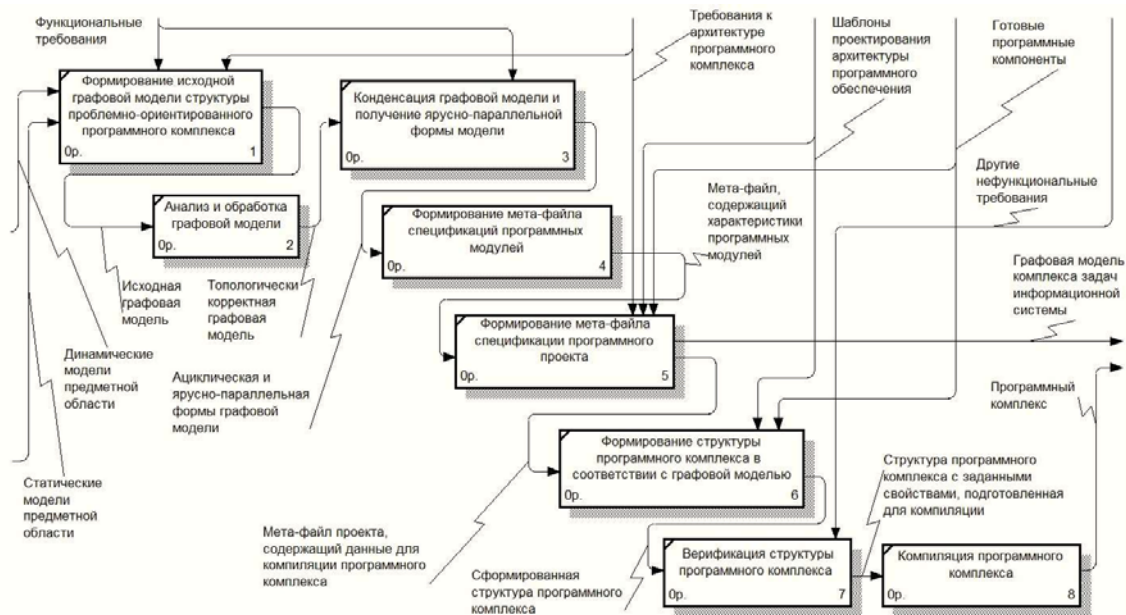 Функциональные
требования
Требования к
архитектуре
программного
комплекса
Шаблоны
проектирования
архитектуры
программного
обеспечения
Готовые
программные
компоненты
Формирование исходной
графовой модели структуры
проблемно-ориентированного
программного комплекса
0р. 1
Конденсация графовой модели и
получение ярусно-параллельной
формы модели
0р. 3
Другие
нефункциональные
требования
Анализ и обработка
графовой модели
0р. 2
Формирование мета-файла
спецификаций программных
модулей
0р. 4
Мета-файл,
содержащий
характеристики
программных
модулей
Графовая модель
комплекса задач
информационной
системы
Исходная
графовая
модель
Топологически
корректная
графовая
модель
Формирование мета-файла
спецификации программного
проекта
0р. 5
Динамические
модели
предметной
области
Ациклическая и
ярусно-параллельная
формы графовой
модели
Программный
комплекс
Формирование структуры
программного комплекса в
соответствии с графовой моделью
0р. 6
Статические
модели
предметной
области
Структура программного
комплекса с заданными
свойствами, подготовленная
для компиляции
Мета-файл проекта,
содержащий данные для
компиляции программного
комплекса
Сформированная
структура программного
комплекса
Верификация структуры
программного комплекса
0р. 7
Компиляция программного
комплекса
0р. 8